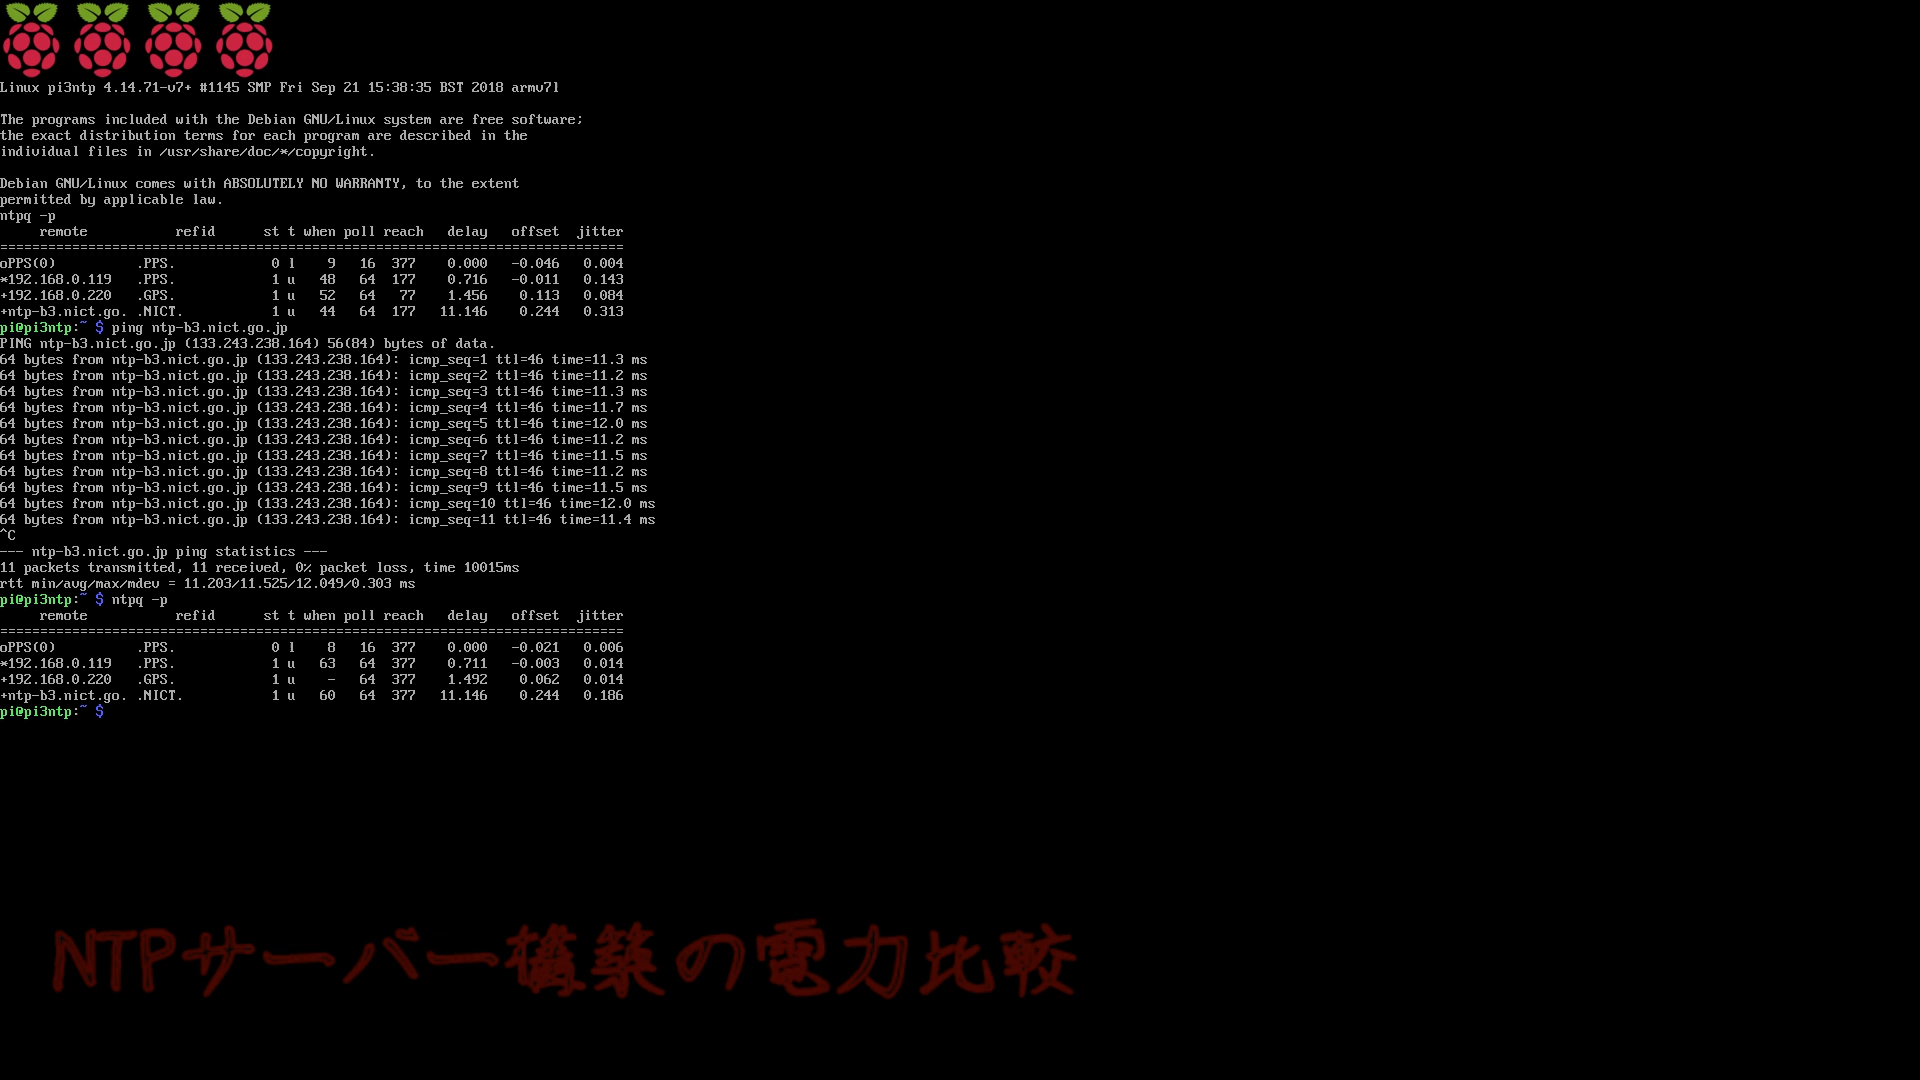 Linux pi3ntp 4.14.71-v7+ #1145 SMP Fri Sep 21 15:38:35 BST 2018 armv7l
The programs included with the Debian GNU/Linux system are free software;
the exact distribution terms for each program are described in the
individual files in /usr/share/doc/*/copyright.
Debian GNU/Linux comes with ABSOLUTELY NO WARRANTY, to the extent
permitted by applicable law.
ntpq -p
     remote           refid      st t when poll reach   delay   offset  jitter
==============================================================================
oPPS(0)          .PPS.            0 l    9   16  377    0.000   -0.046   0.004
*192.168.0.119   .PPS.            1 u   48   64  177    0.716   -0.011   0.143
+192.168.0.220   .GPS.            1 u   52   64   77    1.456    0.113   0.084
+ntp-b3.nict.go. .NICT.           1 u   44   64  177   11.146    0.244   0.313
pi@pi3ntp:~ $ ping ntp-b3.nict.go.jp
PING ntp-b3.nict.go.jp (133.243.238.164) 56(84) bytes of data.
64 bytes from ntp-b3.nict.go.jp (133.243.238.164): icmp_seq=1 ttl=46 time=11.3 ms
64 bytes from ntp-b3.nict.go.jp (133.243.238.164): icmp_seq=2 ttl=46 time=11.2 ms
64 bytes from ntp-b3.nict.go.jp (133.243.238.164): icmp_seq=3 ttl=46 time=11.3 ms
64 bytes from ntp-b3.nict.go.jp (133.243.238.164): icmp_seq=4 ttl=46 time=11.7 ms
64 bytes from ntp-b3.nict.go.jp (133.243.238.164): icmp_seq=5 ttl=46 time=12.0 ms
64 bytes from ntp-b3.nict.go.jp (133.243.238.164): icmp_seq=6 ttl=46 time=11.2 ms
64 bytes from ntp-b3.nict.go.jp (133.243.238.164): icmp_seq=7 ttl=46 time=11.5 ms
64 bytes from ntp-b3.nict.go.jp (133.243.238.164): icmp_seq=8 ttl=46 time=11.2 ms
64 bytes from ntp-b3.nict.go.jp (133.243.238.164): icmp_seq=9 ttl=46 time=11.5 ms
64 bytes from ntp-b3.nict.go.jp (133.243.238.164): icmp_seq=10 ttl=46 time=12.0 ms
64 bytes from ntp-b3.nict.go.jp (133.243.238.164): icmp_seq=11 ttl=46 time=11.4 ms
^C
--- ntp-b3.nict.go.jp ping statistics ---
11 packets transmitted, 11 received, 0% packet loss, time 10015ms
rtt min/avg/max/mdev = 11.203/11.525/12.049/0.303 ms
pi@pi3ntp:~ $ ntpq -p
     remote           refid      st t when poll reach   delay   offset  jitter
==============================================================================
oPPS(0)          .PPS.            0 l    8   16  377    0.000   -0.021   0.006
*192.168.0.119   .PPS.            1 u   63   64  377    0.711   -0.003   0.014
+192.168.0.220   .GPS.            1 u    -   64  377    1.492    0.062   0.014
+ntp-b3.nict.go. .NICT.           1 u   60   64  377   11.146    0.244   0.186
pi@pi3ntp:~ $
NTPサーバー構築の電力比較